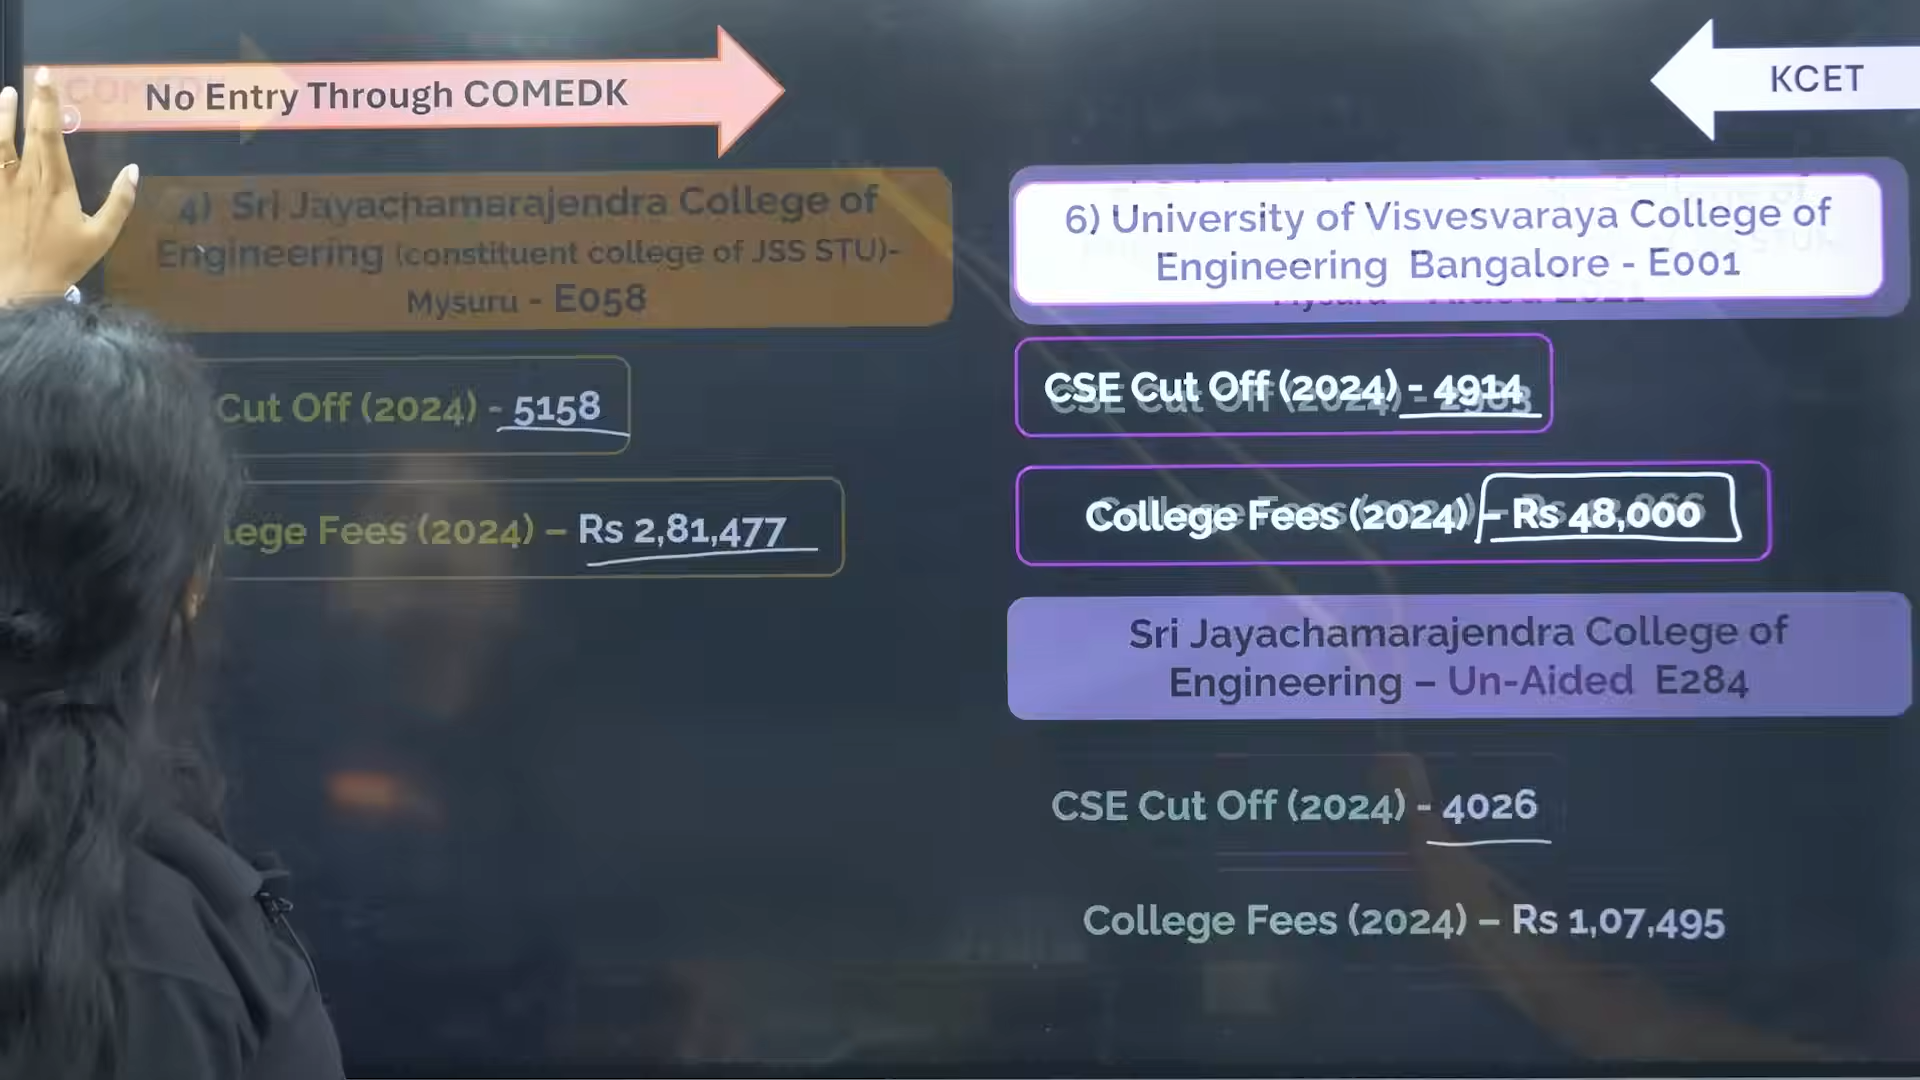 No Entry Through COMEDK
KCET
4) Sri Jayachamarajendra College of
Engineering (constituent college of JSS STU)-
Mysuru - E058
Cut Off (2024) - 5158
lege Fees (2024) – Rs 2,81,477
6) University of Visvesvaraya College of
Engineering Bangalore - E001
CSE Cut Off (2024) - 4914
College Fees (2024) – Rs 48,000
Sri Jayachamarajendra College of
Engineering – Un-Aided E284
CSE Cut Off (2024) - 4026
College Fees (2024) – Rs 1,07,495